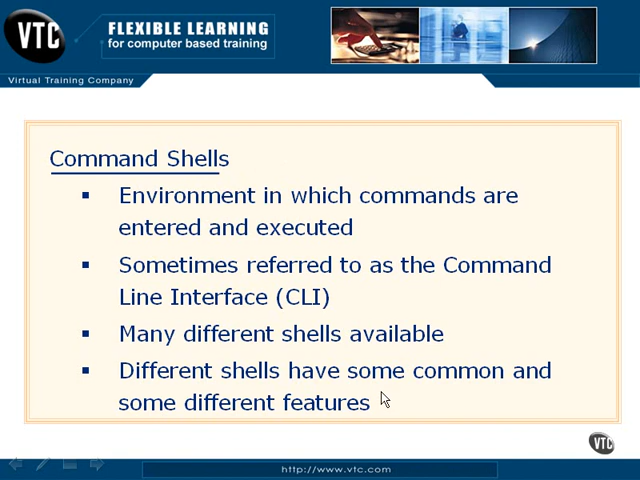 VTC
FLEXIBLE LEARNING
for computer based training
Virtual Training Company
Command Shells
▪ Environment in which commands are
entered and executed
▪ Sometimes referred to as the Command
Line Interface (CLI)
▪ Many different shells available
▪ Different shells have some common and
some different features
VTC
http://www.vtc.com